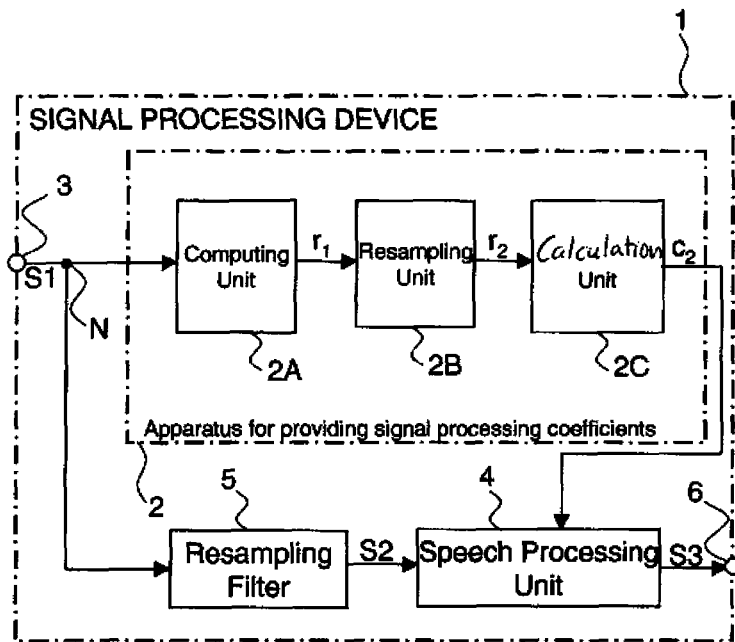 1
SIGNAL PROCESSING DEVICE
3
S1
N
Computing
Unit
r1
Resampling
Unit
r2
Calculation
Unit
c2
2A
2B
2C
Apparatus for providing signal processing coefficients
2
5
4
6
Resampling
Filter
S2
Speech Processing
Unit
S3